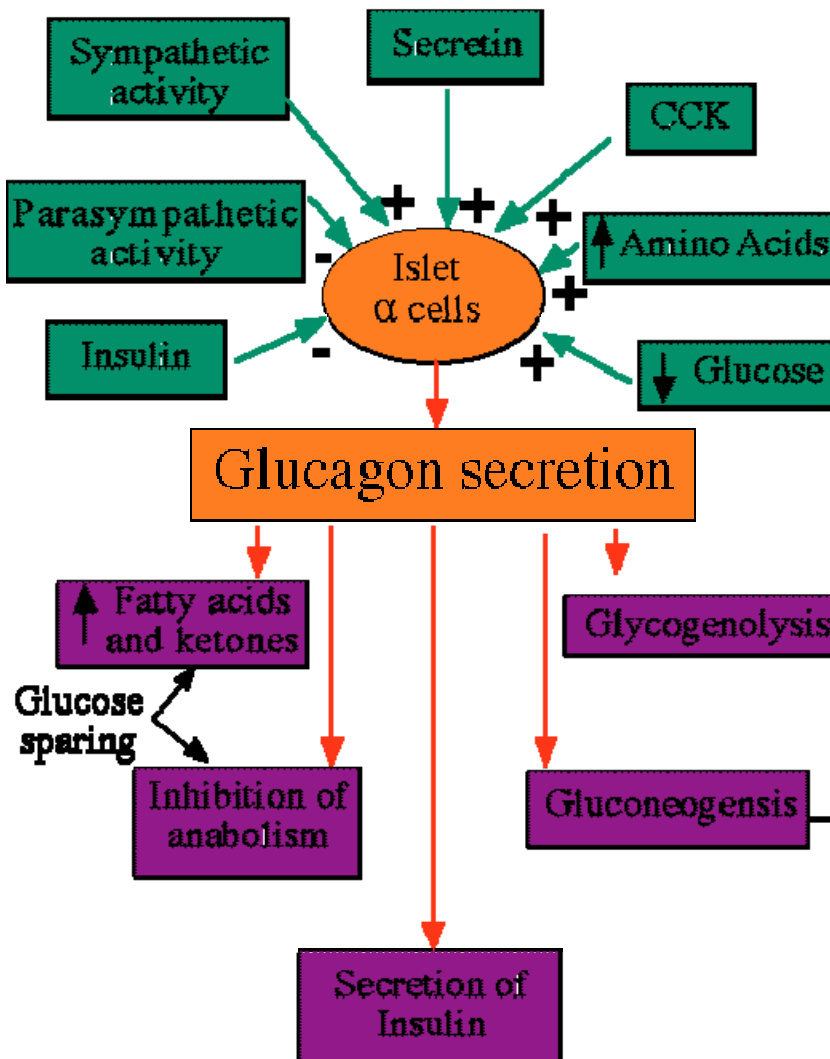 Sympathetic
activity
Secretin
CCK
Parasympathetic
activity
↑ Amino Acids
Insulin
↓ Glucose
+
+
+
+
+
-
-
Islet
α cells
Glucagon secretion
↑ Fatty acids
and ketones
Glycogenolysis
Glucose
sparing
Inhibition of
anabolism
Gluconeogensis
Secretion of
Insulin